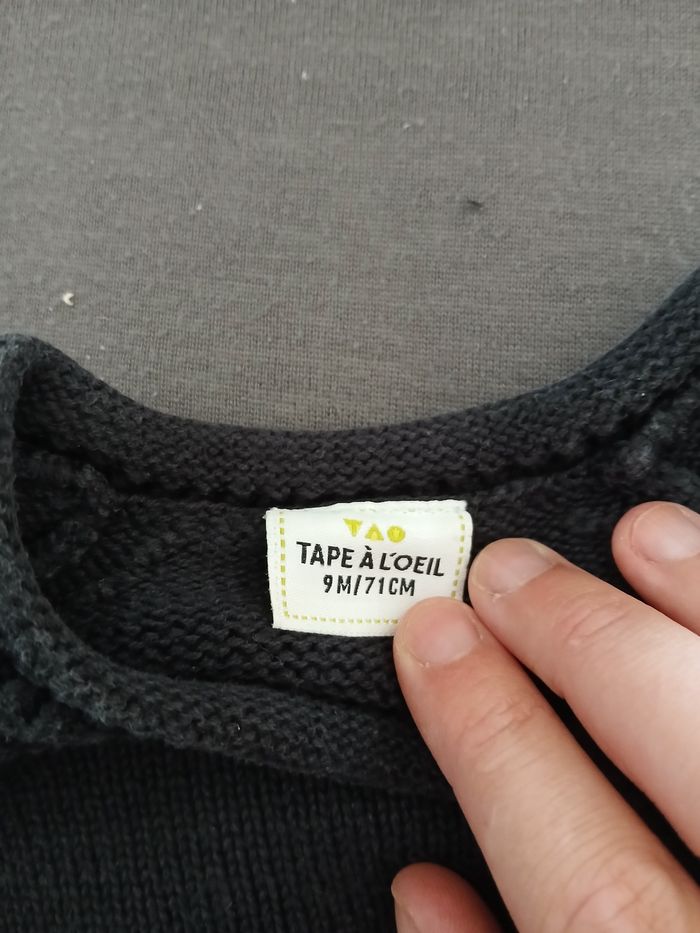 TAO
TAPE À L'OEIL
9M/71CM